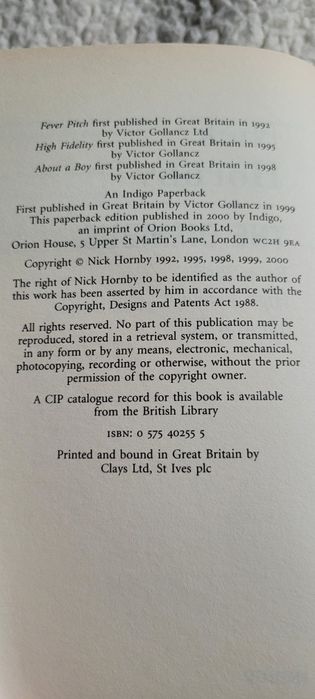 Fever Pitch first published in Great Britain in 1992
by Victor Gollancz Ltd
High Fidelity first published in Great Britain in 1995
by Victor Gollancz
About a Boy first published in Great Britain in 1998
by Victor Gollancz
An Indigo Paperback
First published in Great Britain by Victor Gollancz in 1999
This paperback edition published in 2000 by Indigo,
an imprint of Orion Books Ltd,
Orion House, 5 Upper St Martin's Lane, London WC2H 9EA
Copyright © Nick Hornby 1992, 1995, 1998, 1999, 2000
The right of Nick Hornby to be identified as the author of
this work has been asserted by him in accordance with the
Copyright, Designs and Patents Act 1988.
All rights reserved. No part of this publication may be
reproduced, stored in a retrieval system, or transmitted,
in any form or by any means, electronic, mechanical,
photocopying, recording or otherwise, without the prior
permission of the copyright owner.
A CIP catalogue record for this book is available
from the British Library
ISBN: 0 575 40255 5
Printed and bound in Great Britain by
Clays Ltd, St Ives plc